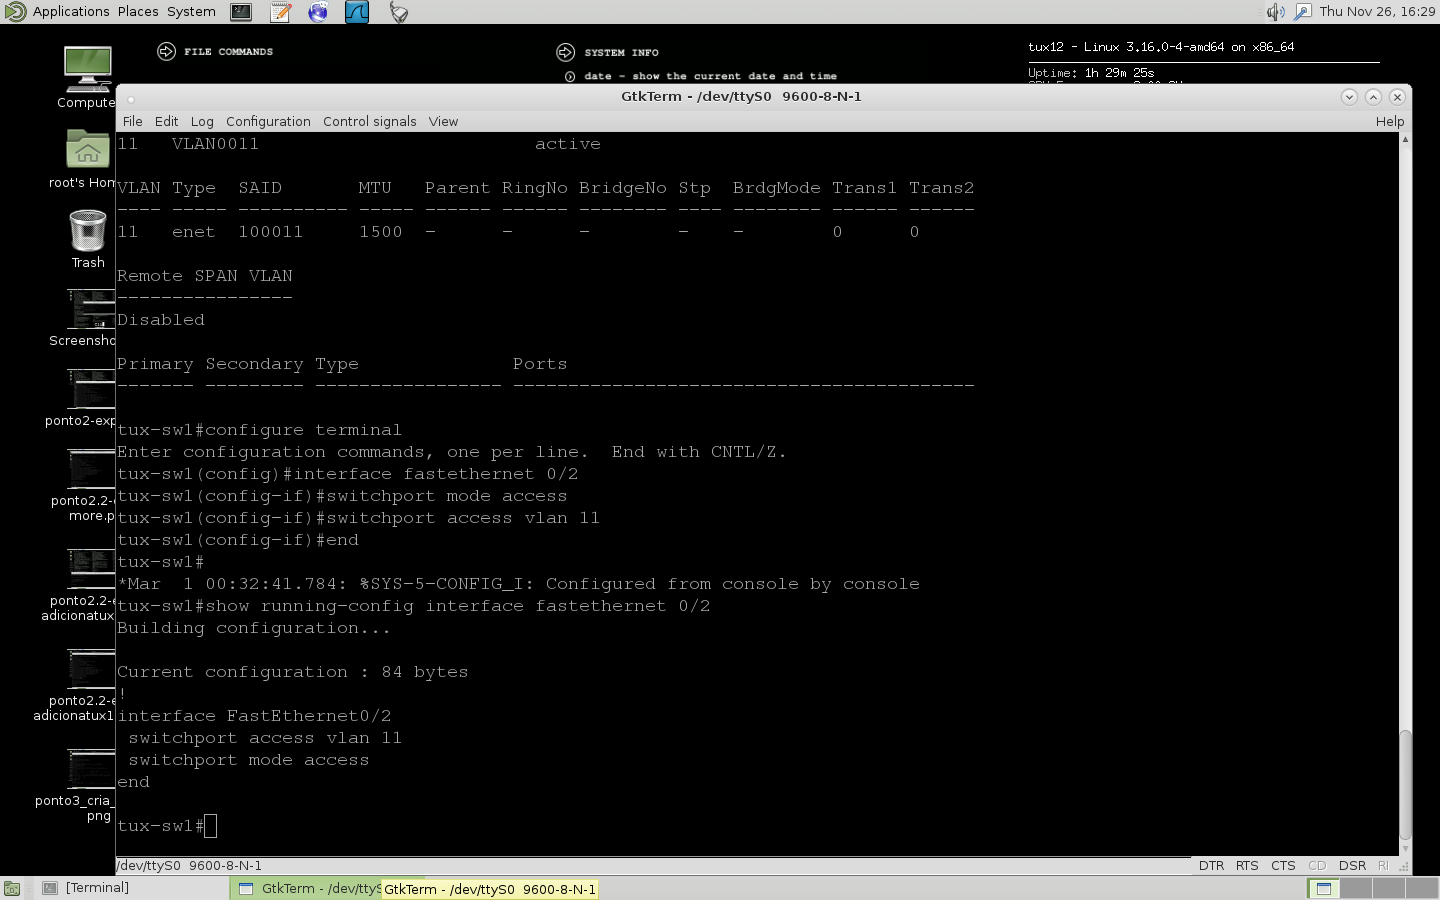 Applications Places System
Thu Nov 26, 16:29
FILE COMMANDS
SYSTEM INFO
date - show the current date and time
tux12 - Linux 3.16.0-4-amd64 on x86_64
Uptime: 1h 29m 25s
Compute
root's Hom
Trash
Screensho
ponto2-exp
ponto2.2-e
more.p
ponto2.2-e
adicionatux
ponto2.2-e
adicionatux1
ponto3_cria_
png
GtkTerm - /dev/ttyS0 9600-8-N-1
File Edit Log Configuration Control signals View Help
11 VLAN0011 active
VLAN Type SAID MTU Parent RingNo BridgeNo Stp BrdgMode Trans1 Trans2
---- ----- ---------- ----- ------ ------ -------- ---- -------- ------ ------
11 enet 100011 1500 - - - - - 0 0
Remote SPAN VLAN
----------------
Disabled
Primary Secondary Type Ports
------- --------- ----------------- ------------------------------------------
tux-sw1#configure terminal
Enter configuration commands, one per line. End with CNTL/Z.
tux-sw1(config)#interface fastethernet 0/2
tux-sw1(config-if)#switchport mode access
tux-sw1(config-if)#switchport access vlan 11
tux-sw1(config-if)#end
tux-sw1#
*Mar 1 00:32:41.784: %SYS-5-CONFIG_I: Configured from console by console
tux-sw1#show running-config interface fastethernet 0/2
Building configuration...
Current configuration : 84 bytes
!
interface FastEthernet0/2
switchport access vlan 11
switchport mode access
end
tux-sw1#
/dev/ttyS0 9600-8-N-1
DTR RTS CTS CD DSR RI
[Terminal]
GtkTerm - /dev/ttyS
GtkTerm - /dev/ttyS0 9600-8-N-1